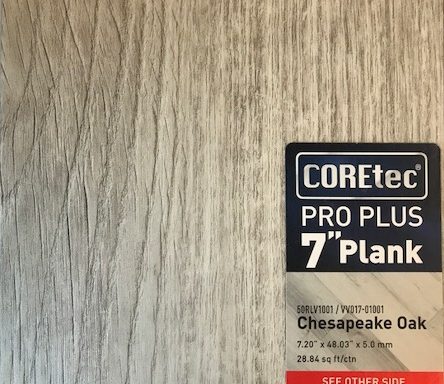 COREtec®
PRO PLUS
7" Plank
50RLV1001 / VV017-01001
Chesapeake Oak
7.20" x 48.03" x 5.0 mm
28.84 sq ft/ctn
SEE OTHER SIDE